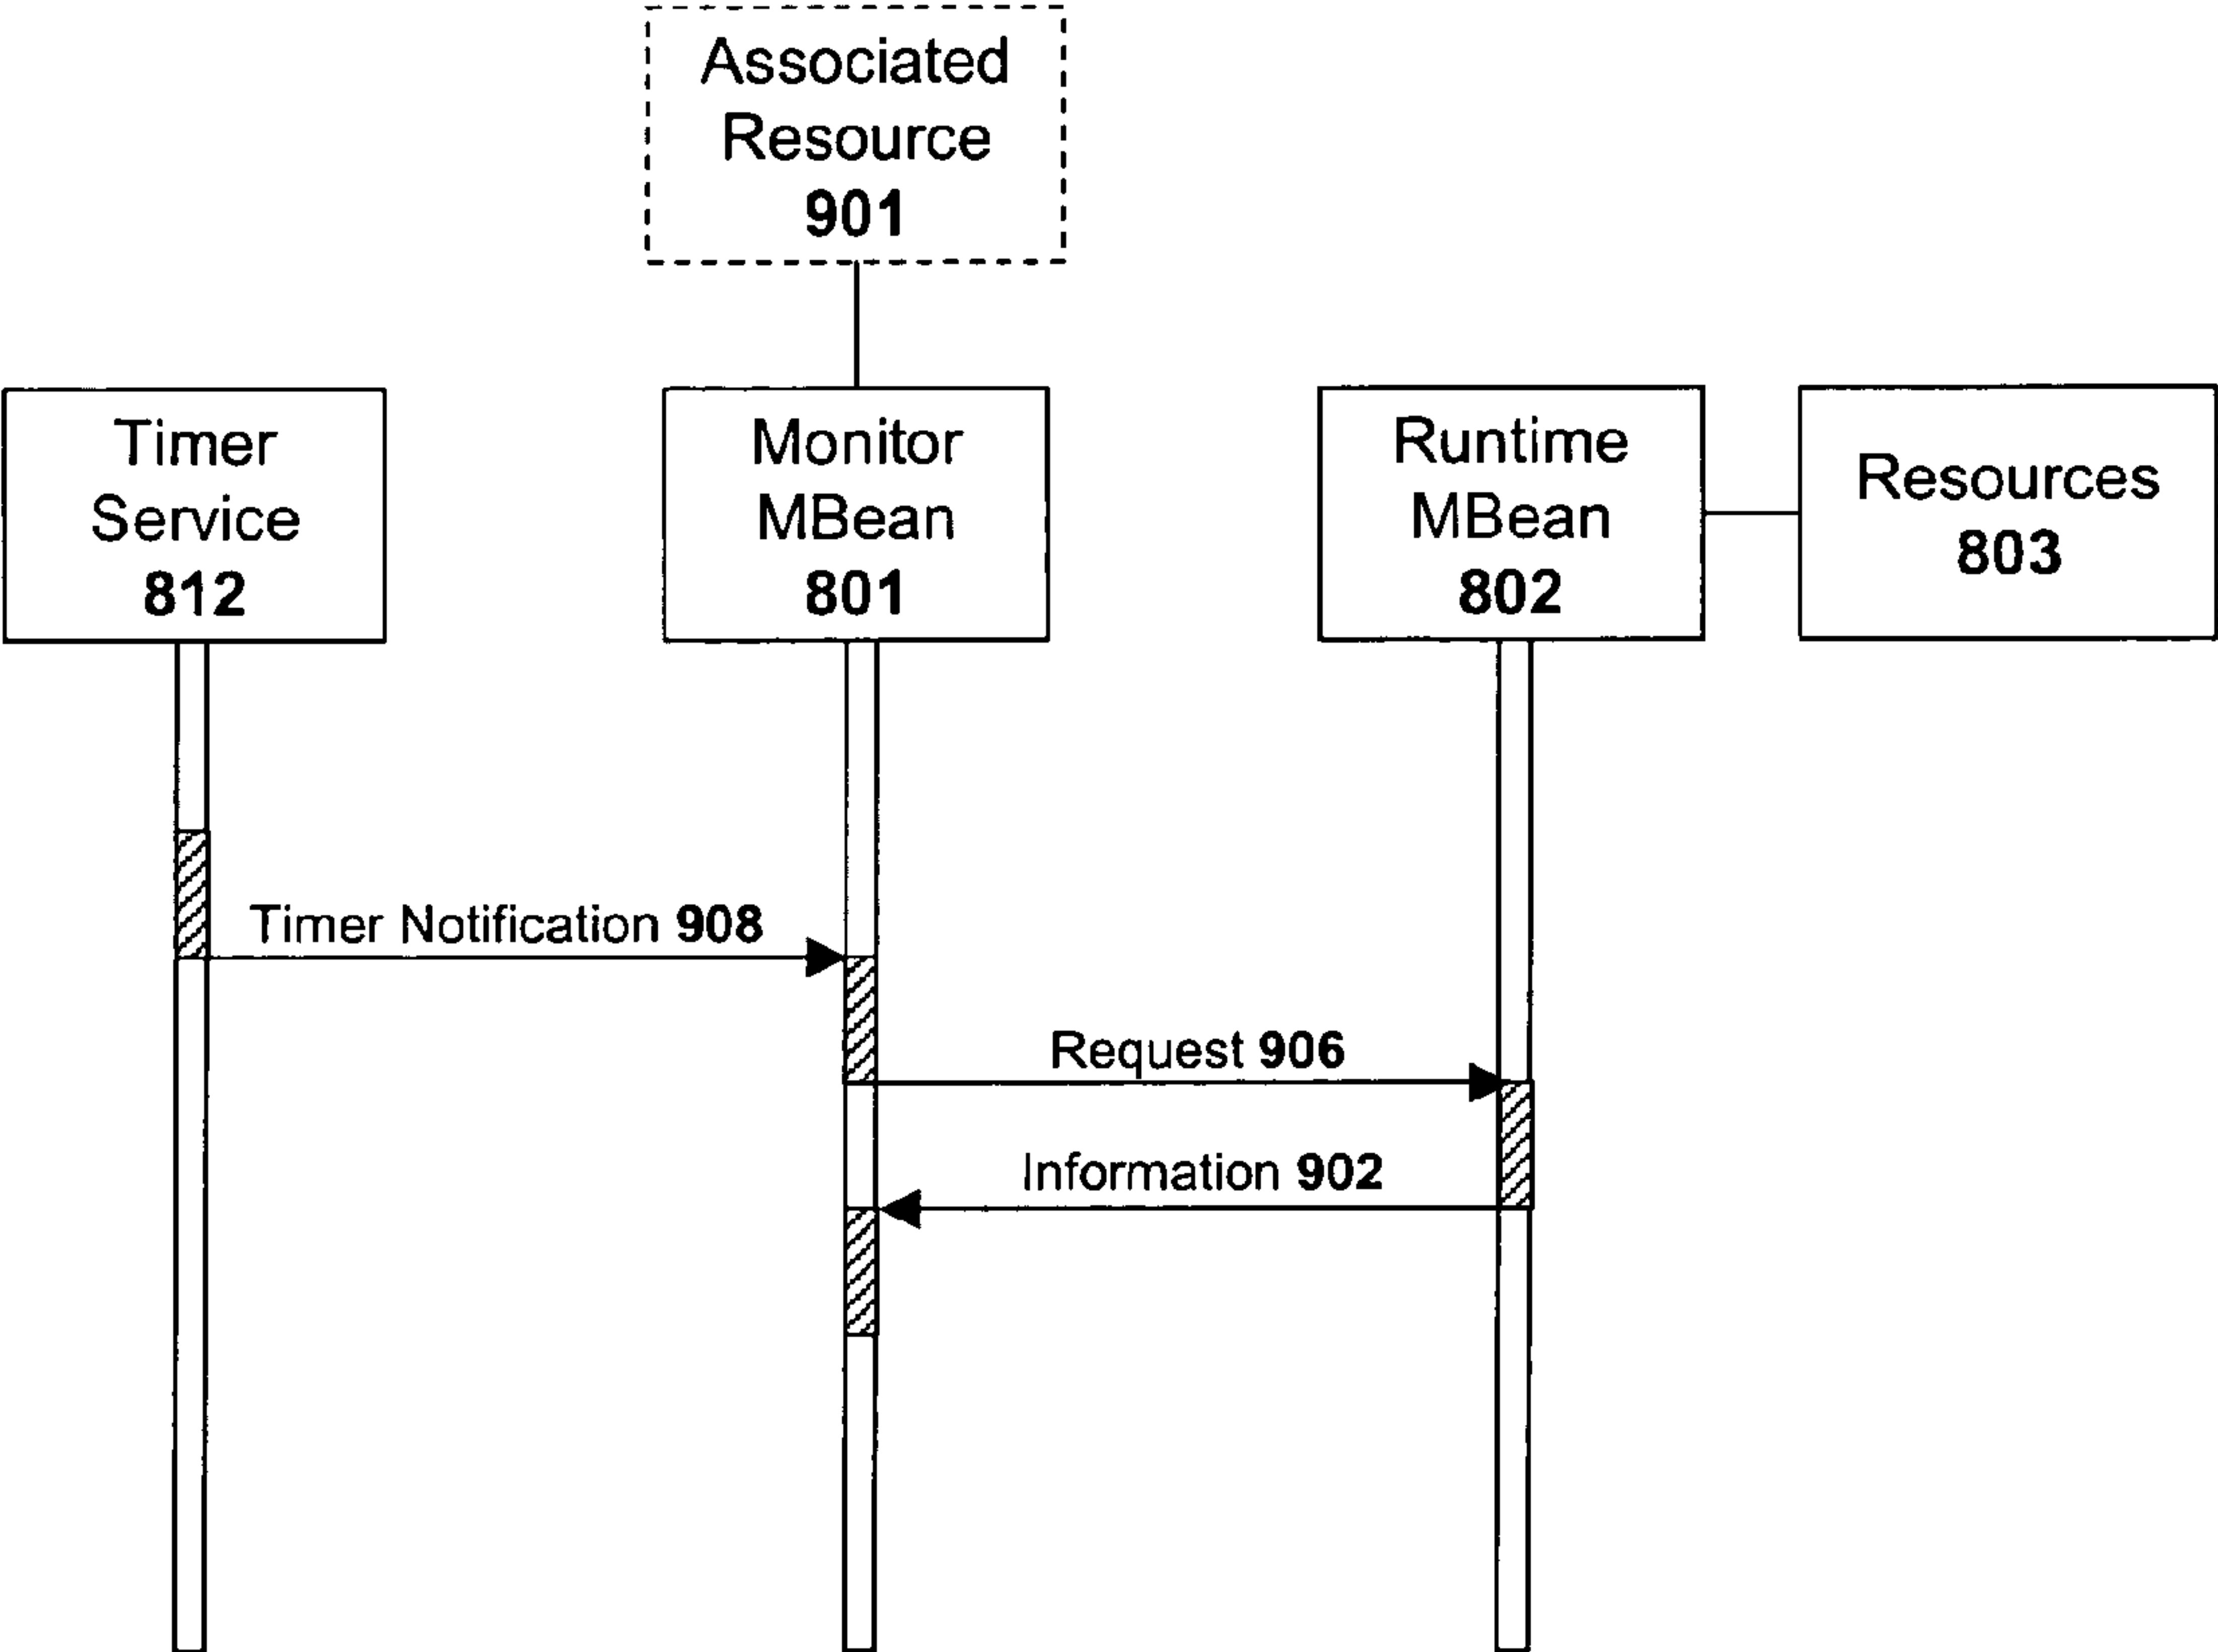 Associated
Resource
901
Timer
Service
812
Monitor
MBean
801
Runtime
MBean
802
Resources
803
Timer Notification 908
Request 906
Information 902